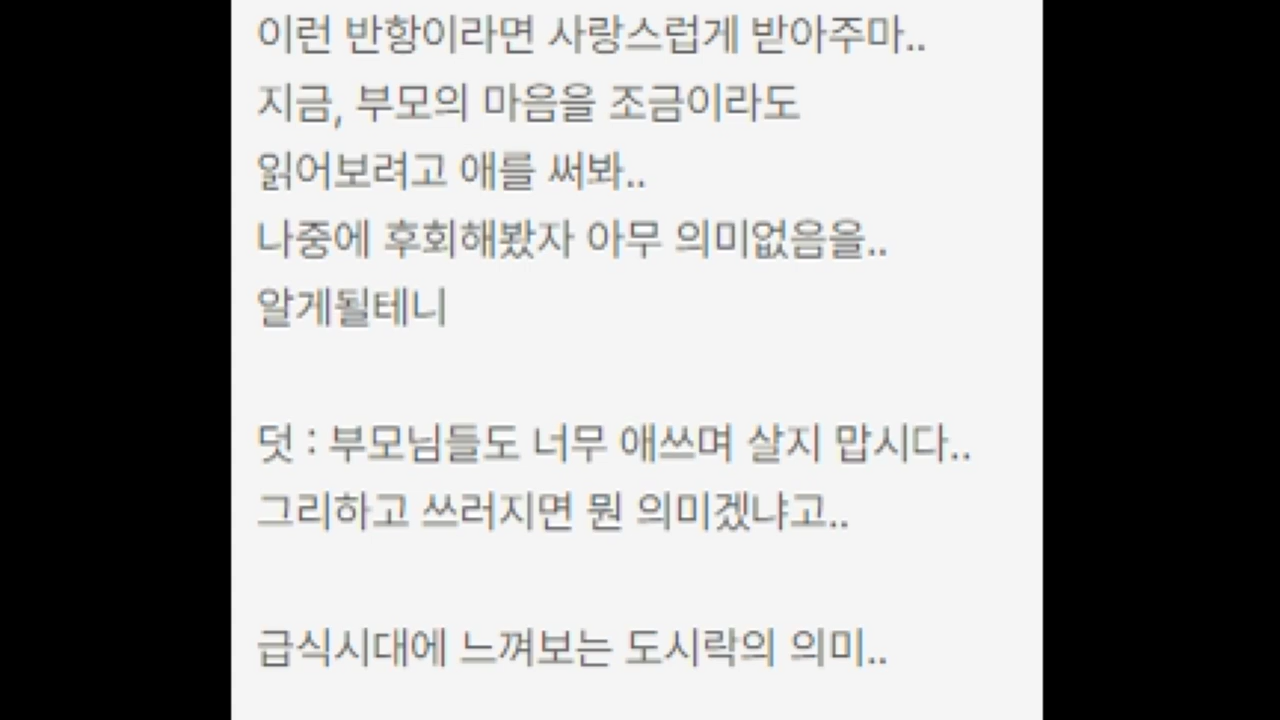 이런 반항이라면 사랑스럽게 받아주마..
지금, 부모의 마음을 조금이라도
읽어보려고 애를 써봐..
나중에 후회해봤자 아무 의미없음을..
알게될테니
덧 : 부모님들도 너무 애쓰며 살지 맙시다..
그리하고 쓰러지면 뭔 의미겠냐고..
급식시대에 느껴보는 도시락의 의미..